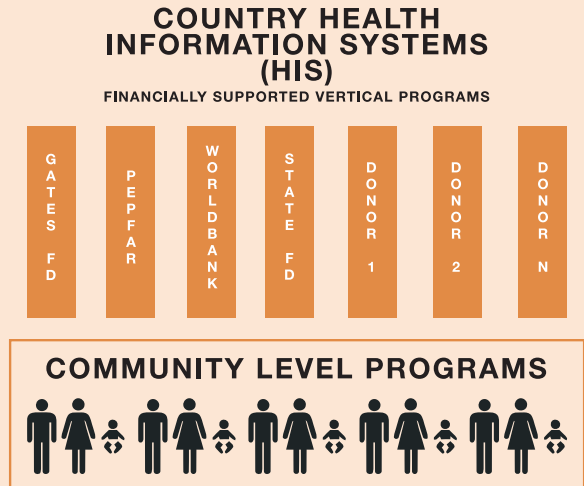 COUNTRY HEALTH
INFORMATION SYSTEMS
(HIS)
FINANCIALLY SUPPORTED VERTICAL PROGRAMS
GATES FD
PEPFAR
WORLDBANK
STATE FD
DONOR 1
DONOR 2
DONOR N
COMMUNITY LEVEL PROGRAMS